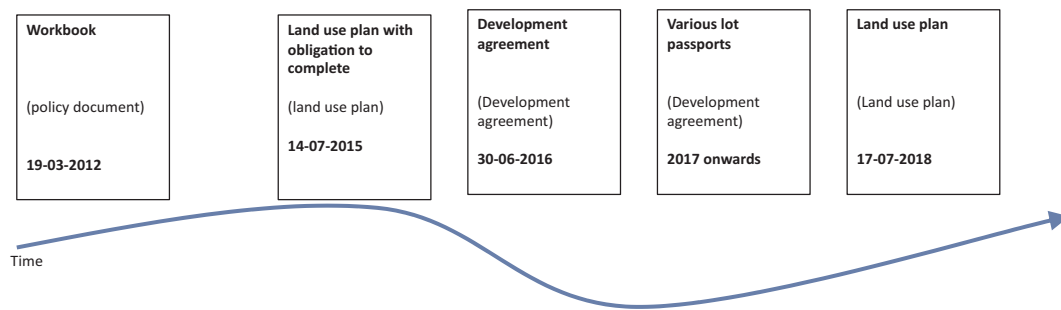 Workbook
(policy document)
19-03-2012
Land use plan with
obligation to
complete
(land use plan)
14-07-2015
Development
agreement
(Development
agreement)
30-06-2016
Various lot
passports
(Development
agreement)
2017 onwards
Land use plan
(Land use plan)
17-07-2018
Time